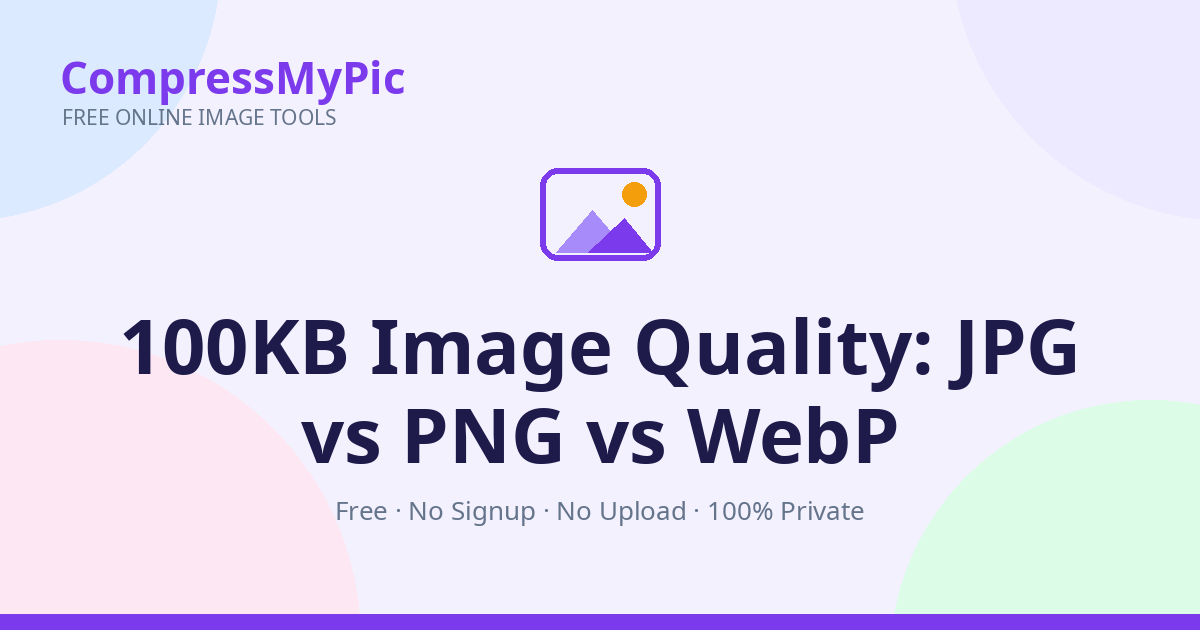 CompressMyPic
FREE ONLINE IMAGE TOOLS
100KB Image Quality: JPG
vs PNG vs WebP
Free · No Signup · No Upload · 100% Private